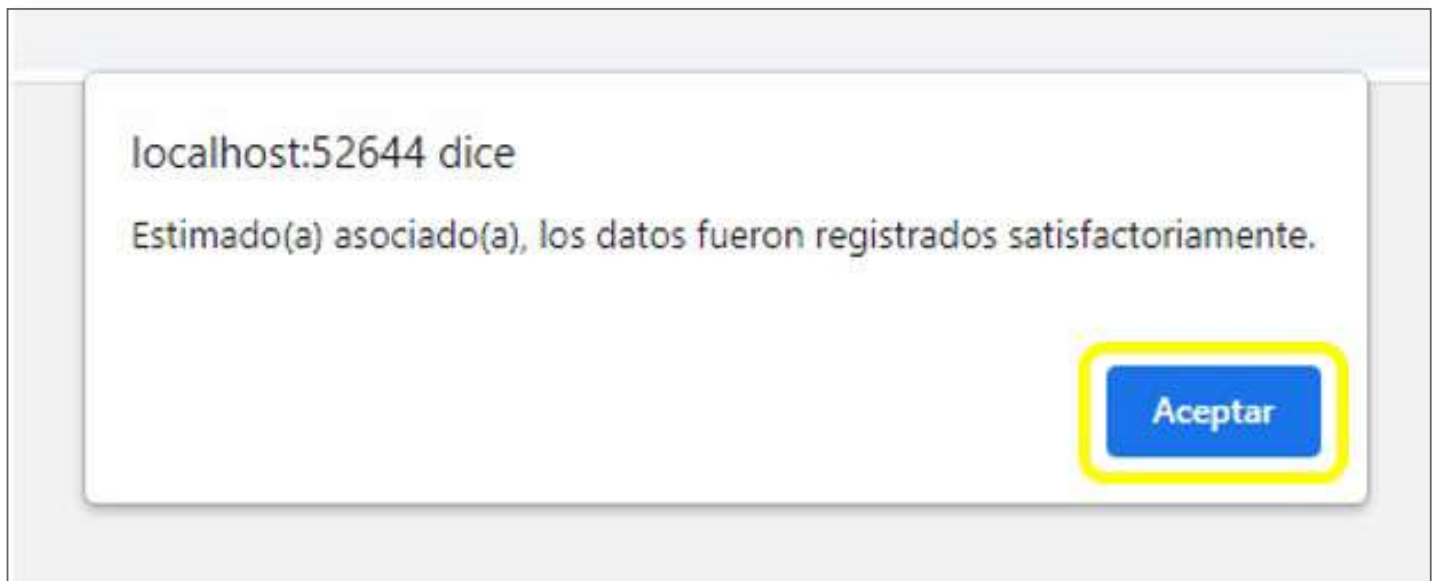 localhost:52644 dice
Estimado(a) asociado(a), los datos fueron registrados satisfactoriamente.
Aceptar